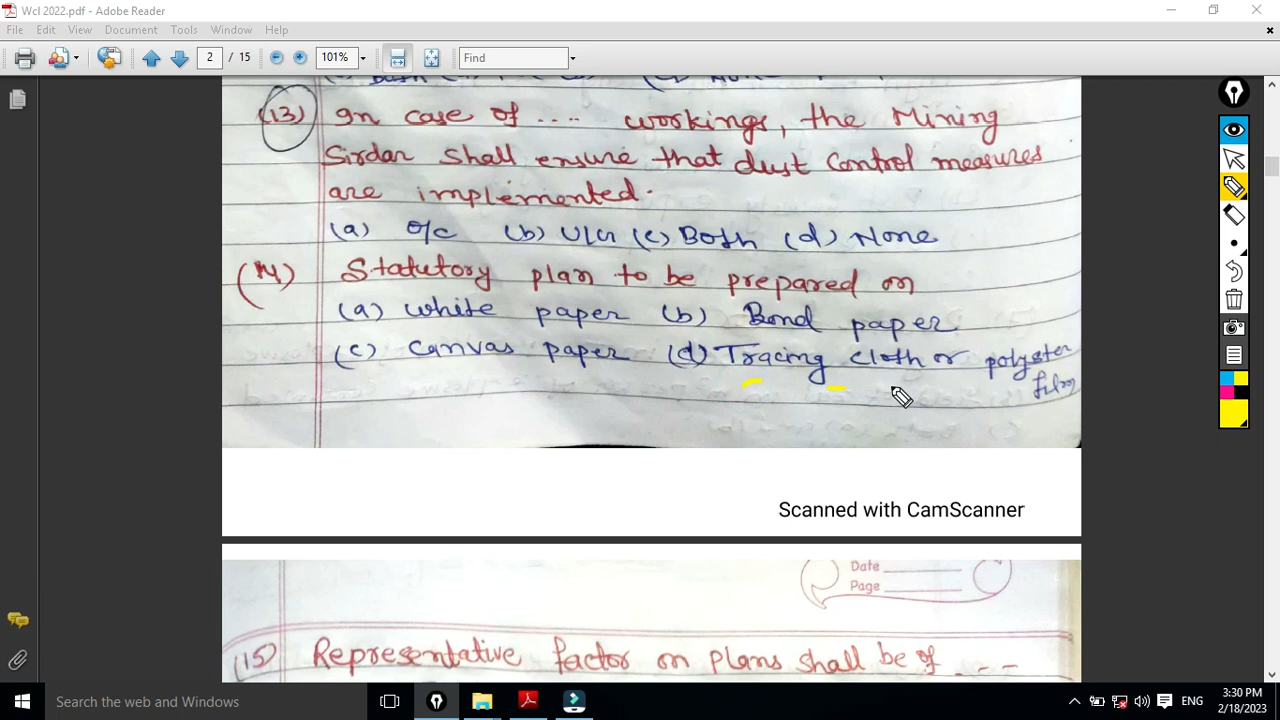 Wcl 2022.pdf - Adobe Reader
File Edit View Document Tools Window Help
2 / 15 101% Find
(13) In case of .... workings, the Mining
Sirdar shall ensure that dust control measures
are implemented.
(a) O/c (b) U/G (c) Both (d) None
(14) Statutory plan to be prepared on
(a) white paper (b) Bond paper
(c) Canvas paper (d) Tracing cloth or polyster
film
Scanned with CamScanner
Date
Page
(15) Representative factor on plans shall be of ...
Search the web and Windows
ENG
3:30 PM
2/18/2023